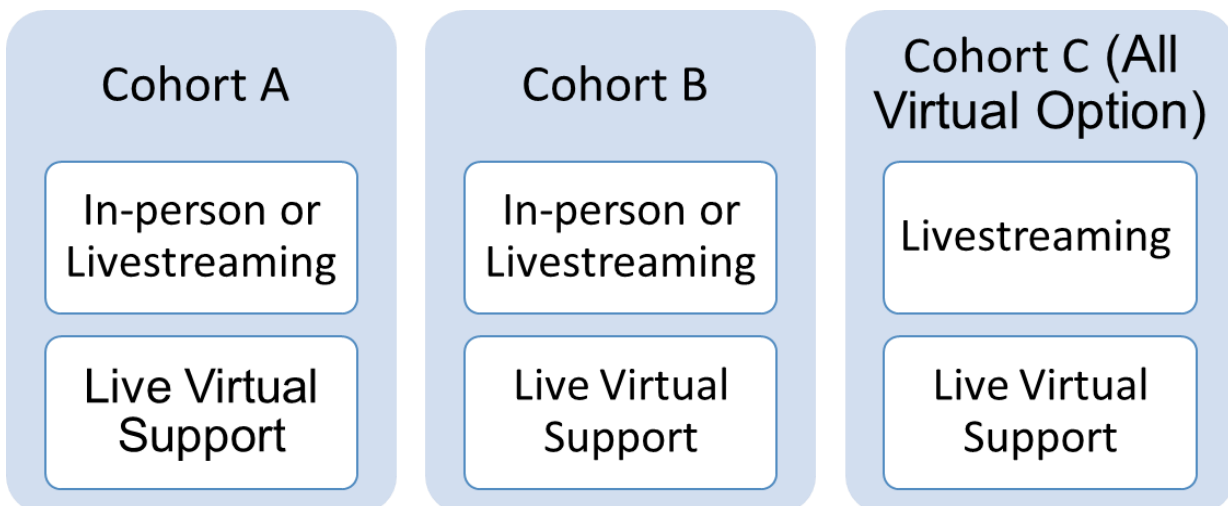 Cohort A
In-person or
Livestreaming
Live Virtual
Support
Cohort B
In-person or
Livestreaming
Live Virtual
Support
Cohort C (All
Virtual Option)
Livestreaming
Live Virtual
Support